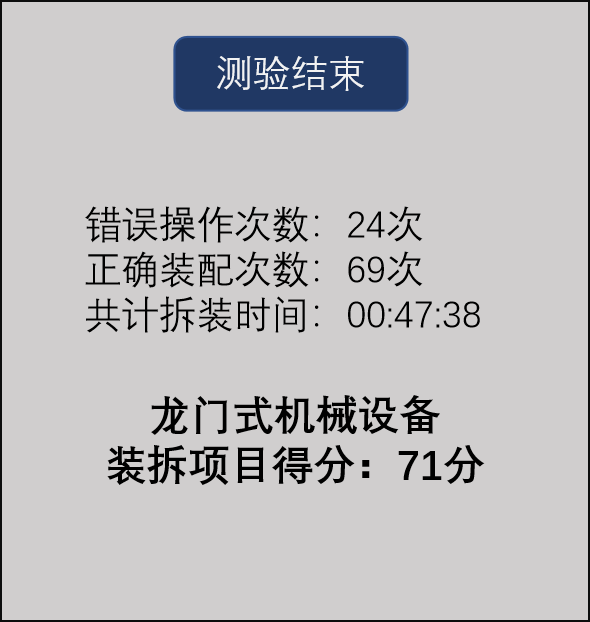 测验结束
错误操作次数：24次
正确装配次数：69次
共计拆装时间：00:47:38
龙门式机械设备
装拆项目得分：71分